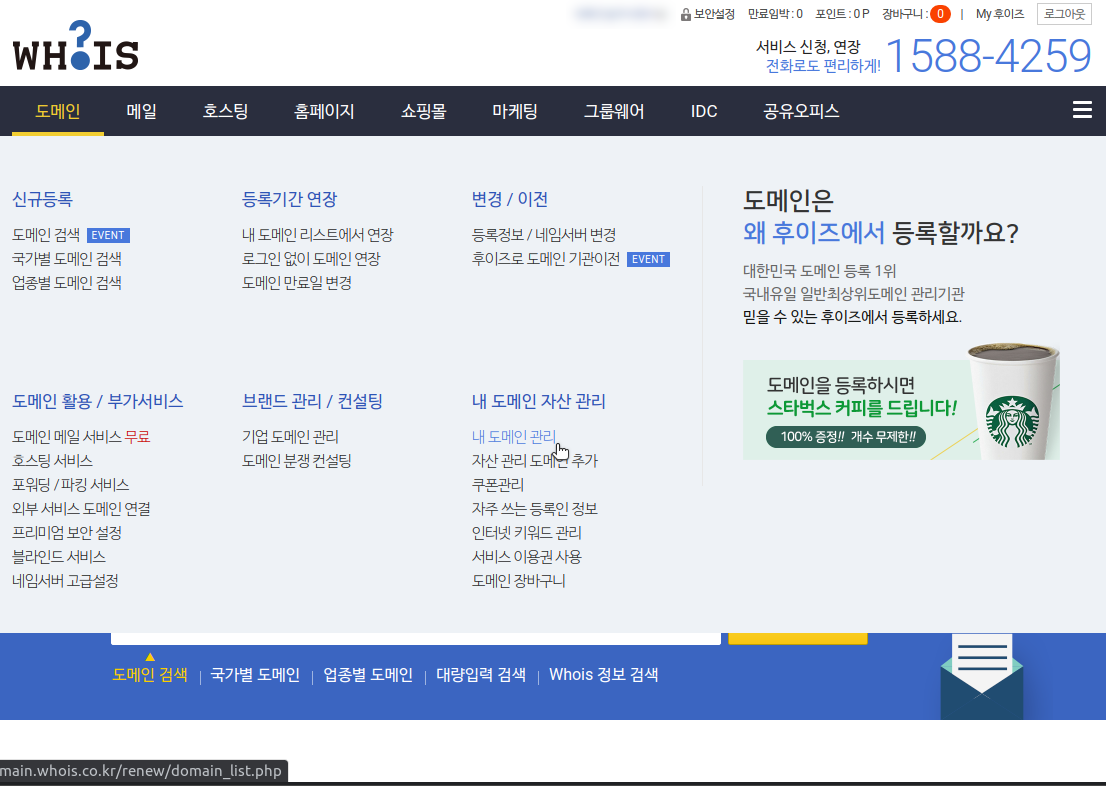 보안설정 만료임박 : 0 포인트 : 0 P 장바구니 : 0 | My 후이즈 로그아웃
WH?IS
서비스 신청, 연장
전화로도 편리하게!
1588-4259
도메인 메일 호스팅 홈페이지 쇼핑몰 마케팅 그룹웨어 IDC 공유오피스
신규등록
도메인 검색 EVENT
국가별 도메인 검색
업종별 도메인 검색
등록기간 연장
내 도메인 리스트에서 연장
로그인 없이 도메인 연장
도메인 만료일 변경
변경 / 이전
등록정보 / 네임서버 변경
후이즈로 도메인 기관이전 EVENT
도메인은
왜 후이즈에서 등록할까요?
대한민국 도메인 등록 1위
국내유일 일반최상위도메인 관리기관
믿을 수 있는 후이즈에서 등록하세요.
도메인을 등록하시면
스타벅스 커피를 드립니다!
100% 증정!! 개수 무제한!!
도메인 활용 / 부가서비스
도메인 메일 서비스 무료
호스팅 서비스
포워딩 / 파킹 서비스
외부 서비스 도메인 연결
프리미엄 보안 설정
블라인드 서비스
네임서버 고급설정
브랜드 관리 / 컨설팅
기업 도메인 관리
도메인 분쟁 컨설팅
내 도메인 자산 관리
내 도메인 관리
자산 관리 도메인 추가
쿠폰관리
자주 쓰는 등록인 정보
인터넷 키워드 관리
서비스 이용권 사용
도메인 장바구니
도메인 검색 | 국가별 도메인 | 업종별 도메인 | 대량입력 검색 | Whois 정보 검색
main.whois.co.kr/renew/domain_list.php